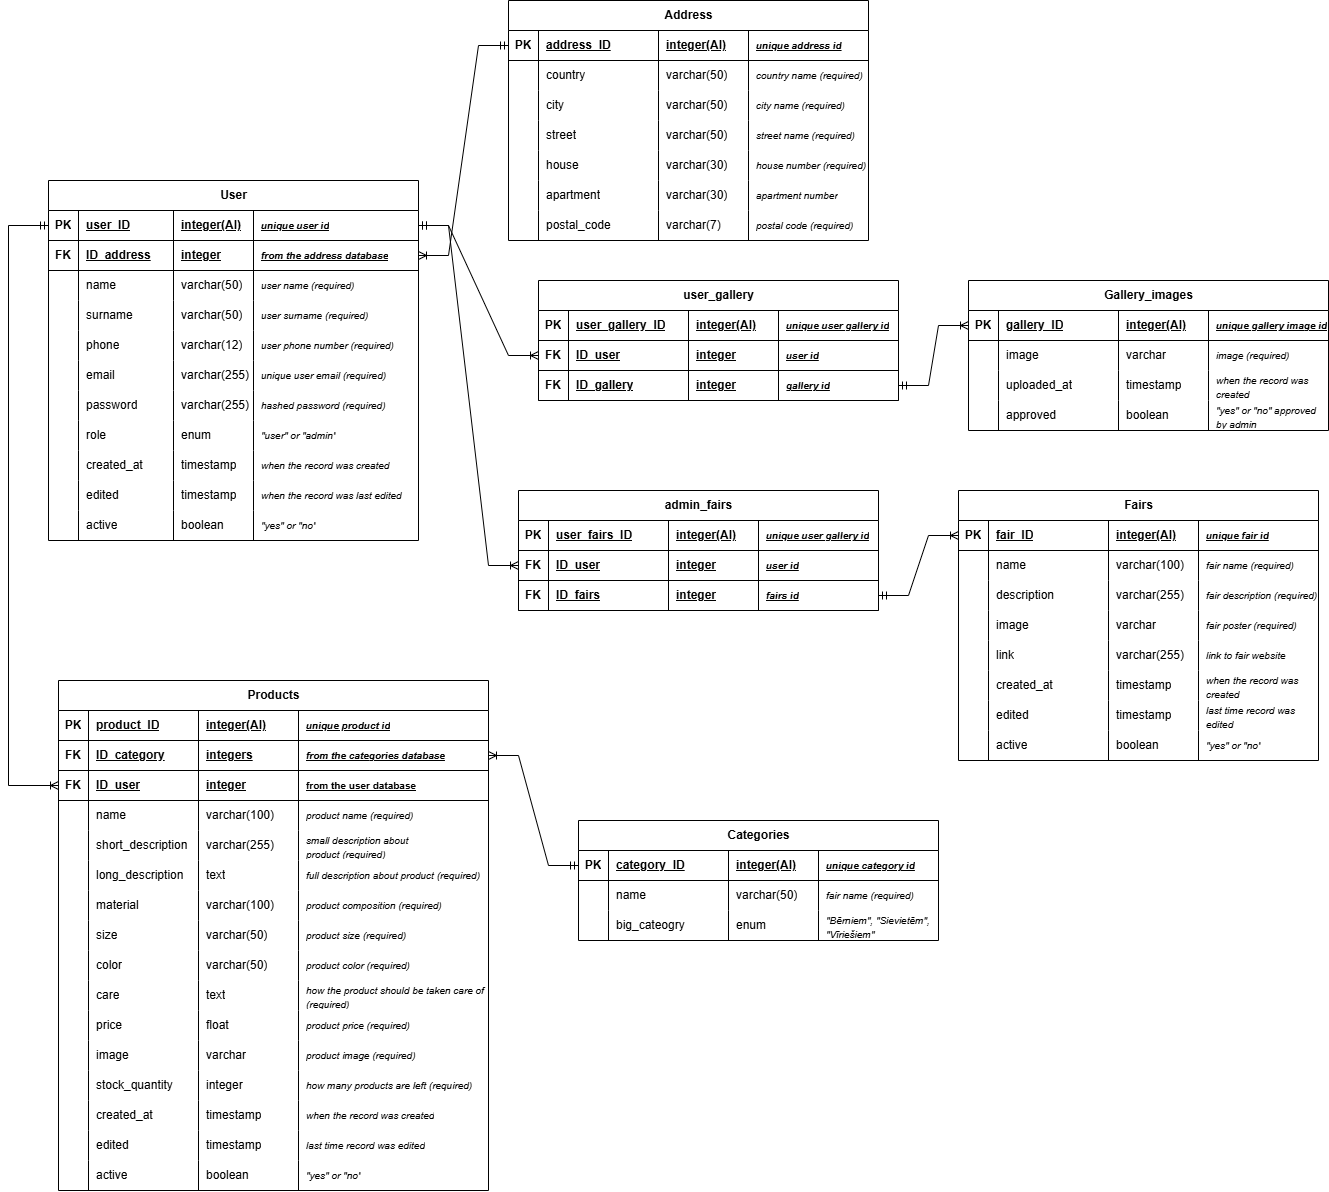 Address
PK address_ID integer(AI) unique address id
country varchar(50) country name (required)
city varchar(50) city name (required)
street varchar(50) street name (required)
house varchar(30) house number (required)
apartment varchar(30) apartment number
postal_code varchar(7) postal code (required)
User
PK user_ID integer(AI) unique user id
FK ID_address integer from the address database
name varchar(50) user name (required)
surname varchar(50) user surname (required)
phone varchar(12) user phone number (required)
email varchar(255) unique user email (required)
password varchar(255) hashed password (required)
role enum "user" or "admin'
created_at timestamp when the record was created
edited timestamp when the record was last edited
active boolean "yes" or "no'
user_gallery
PK user_gallery_ID integer(AI) unique user gallery id
FK ID_user integer user id
FK ID_gallery integer gallery id
Gallery_images
PK gallery_ID integer(AI) unique gallery image id
image varchar image (required)
uploaded_at timestamp when the record was
created
approved boolean "yes" or "no" approved
by admin
admin_fairs
PK user_fairs_ID integer(AI) unique user gallery id
FK ID_user integer user id
FK ID_fairs integer fairs id
Fairs
PK fair_ID integer(AI) unique fair id
name varchar(100) fair name (required)
description varchar(255) fair description (required)
image varchar fair poster (required)
link varchar(255) link to fair website
created_at timestamp when the record was
created
edited timestamp last time record was
edited
active boolean "yes" or "no'
Products
PK product_ID integer(AI) unique product id
FK ID_category integers from the categories database
FK ID_user integer from the user database
name varchar(100) product name (required)
short_description varchar(255) small description about
product (required)
long_description text full description about product (required)
material varchar(100) product composition (required)
size varchar(50) product size (required)
color varchar(50) product color (required)
care text how the product should be taken care of
(required)
price float product price (required)
image varchar product image (required)
stock_quantity integer how many products are left (required)
created_at timestamp when the record was created
edited timestamp last time record was edited
active boolean "yes" or "no'
Categories
PK category_ID integer(AI) unique category id
name varchar(50) fair name (required)
big_cateogry enum "Bērniem", "Sievietēm",
"Vīriešiem"